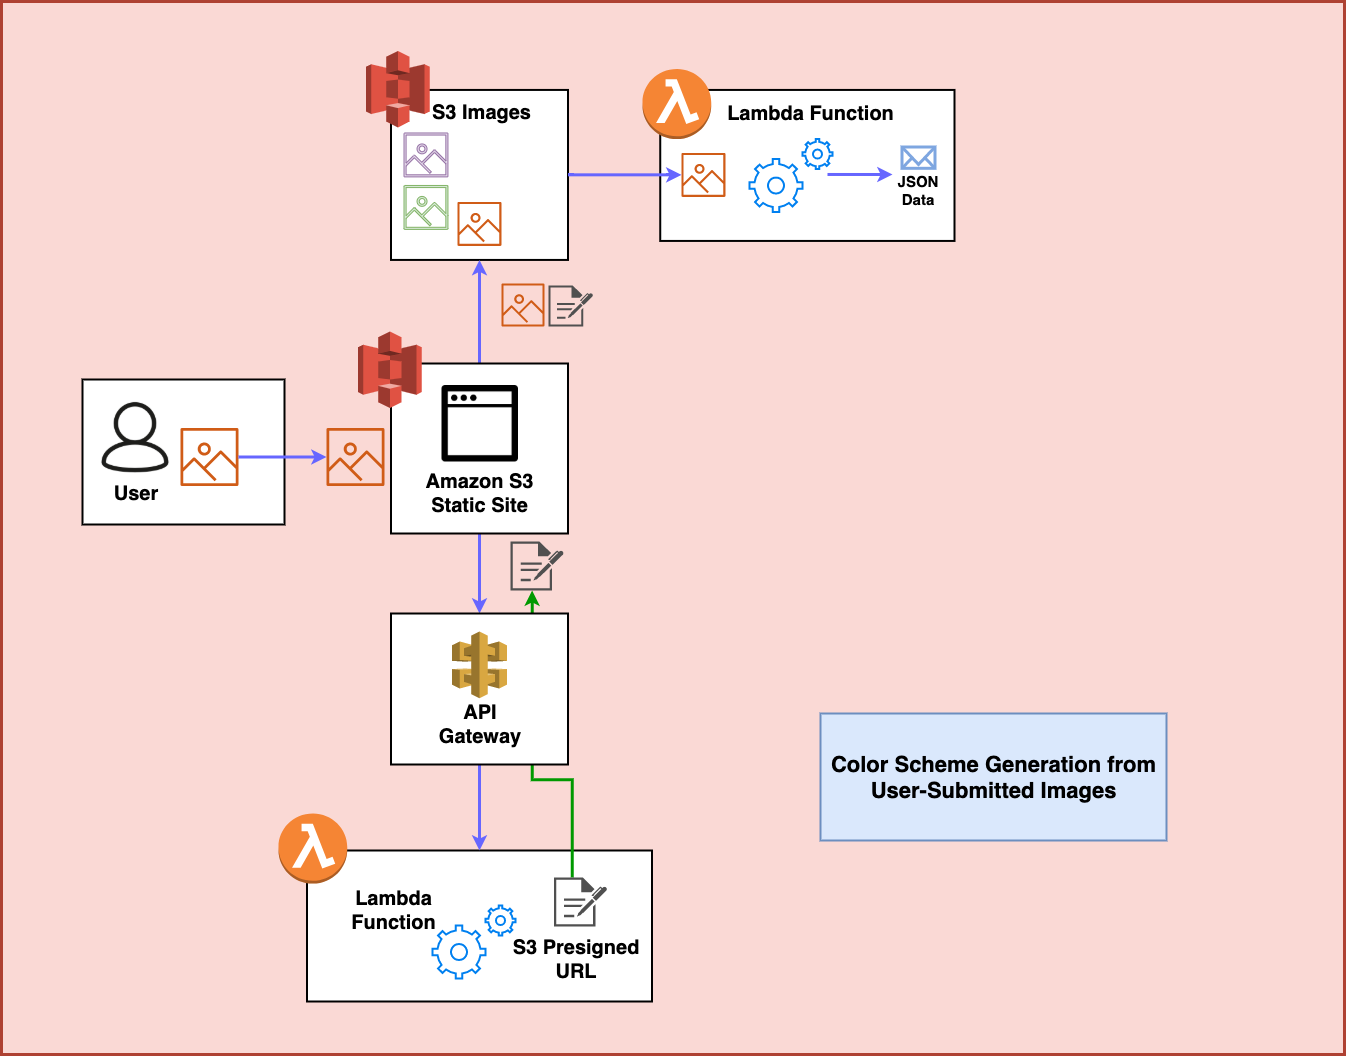 S3 Images
Lambda Function
JSON
Data
User
Amazon S3
Static Site
API
Gateway
Color Scheme Generation from
User-Submitted Images
Lambda
Function
S3 Presigned
URL